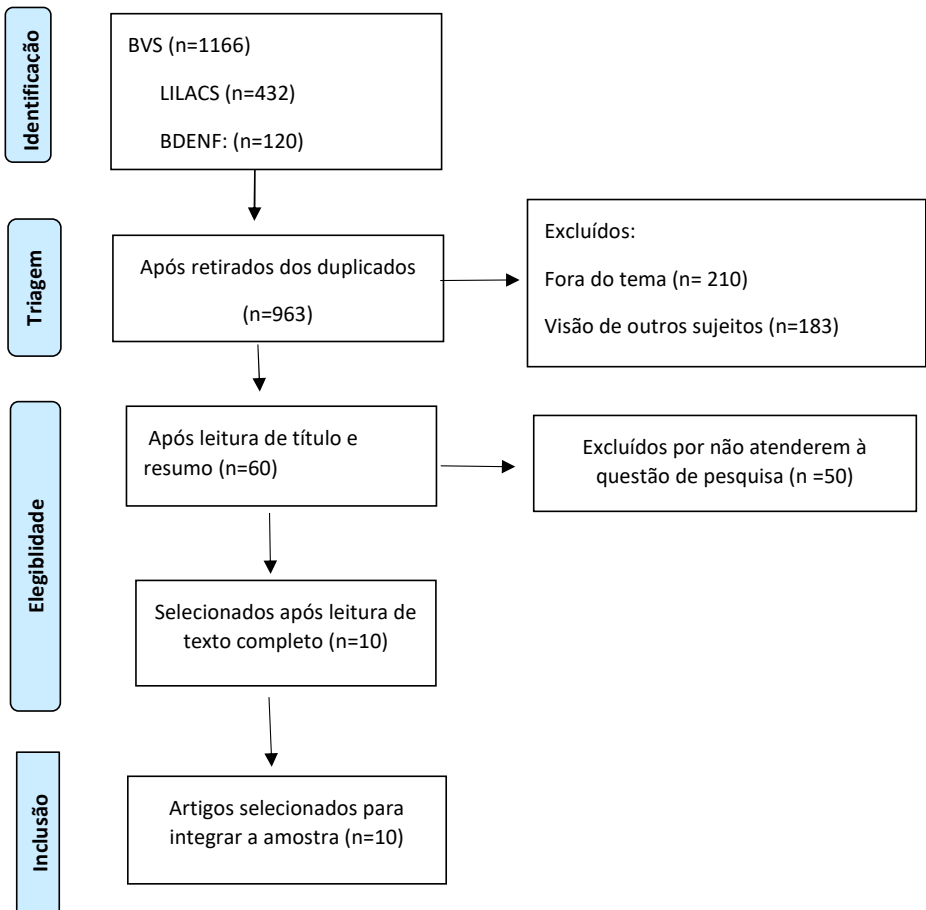 Identificação
BVS (n=1166)
LILACS (n=432)
BDENF: (n=120)
Triagem
Após retirados dos duplicados
(n=963)
Excluídos:
Fora do tema (n= 210)
Visão de outros sujeitos (n=183)
Elegiblidade
Após leitura de título e
resumo (n=60)
Excluídos por não atenderem à
questão de pesquisa (n =50)
Selecionados após leitura de
texto completo (n=10)
Inclusão
Artigos selecionados para
integrar a amostra (n=10)